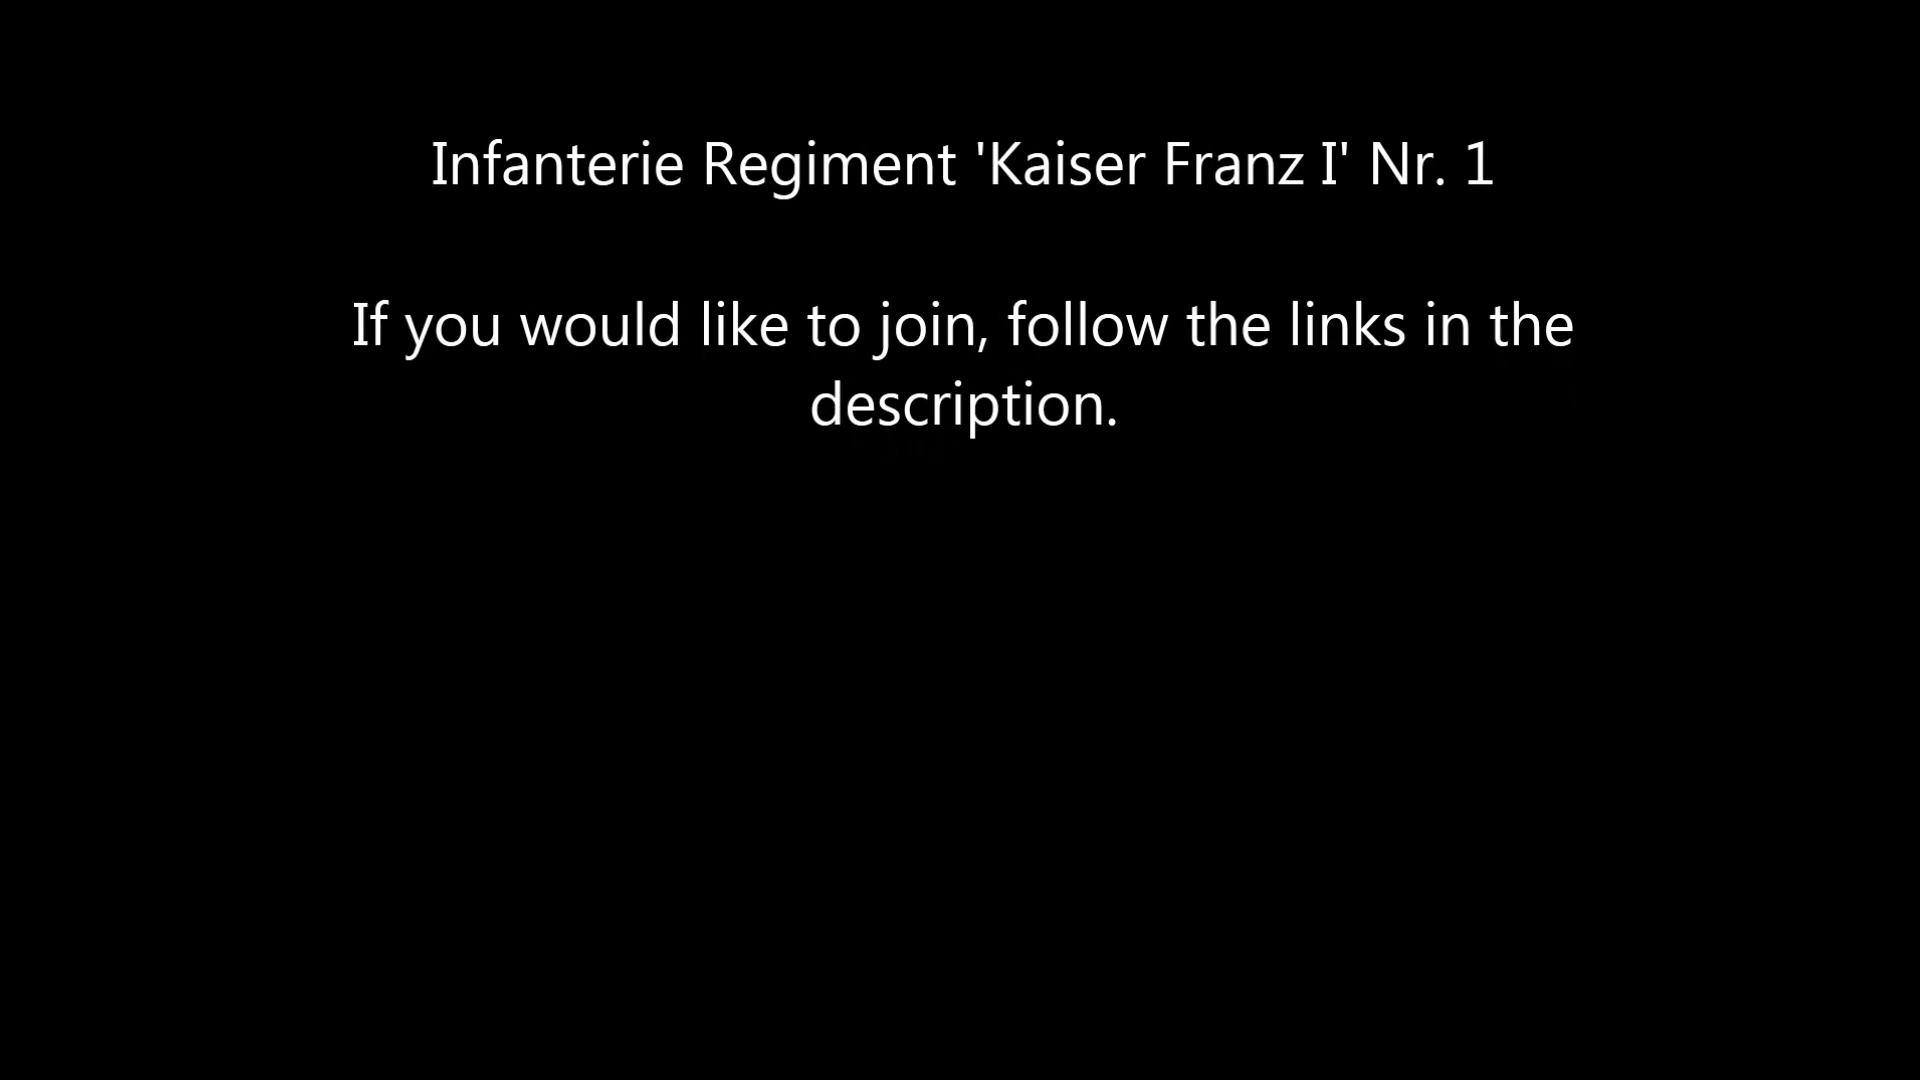 Infanterie Regiment 'Kaiser Franz I' Nr. 1
If you would like to join, follow the links in the
description.